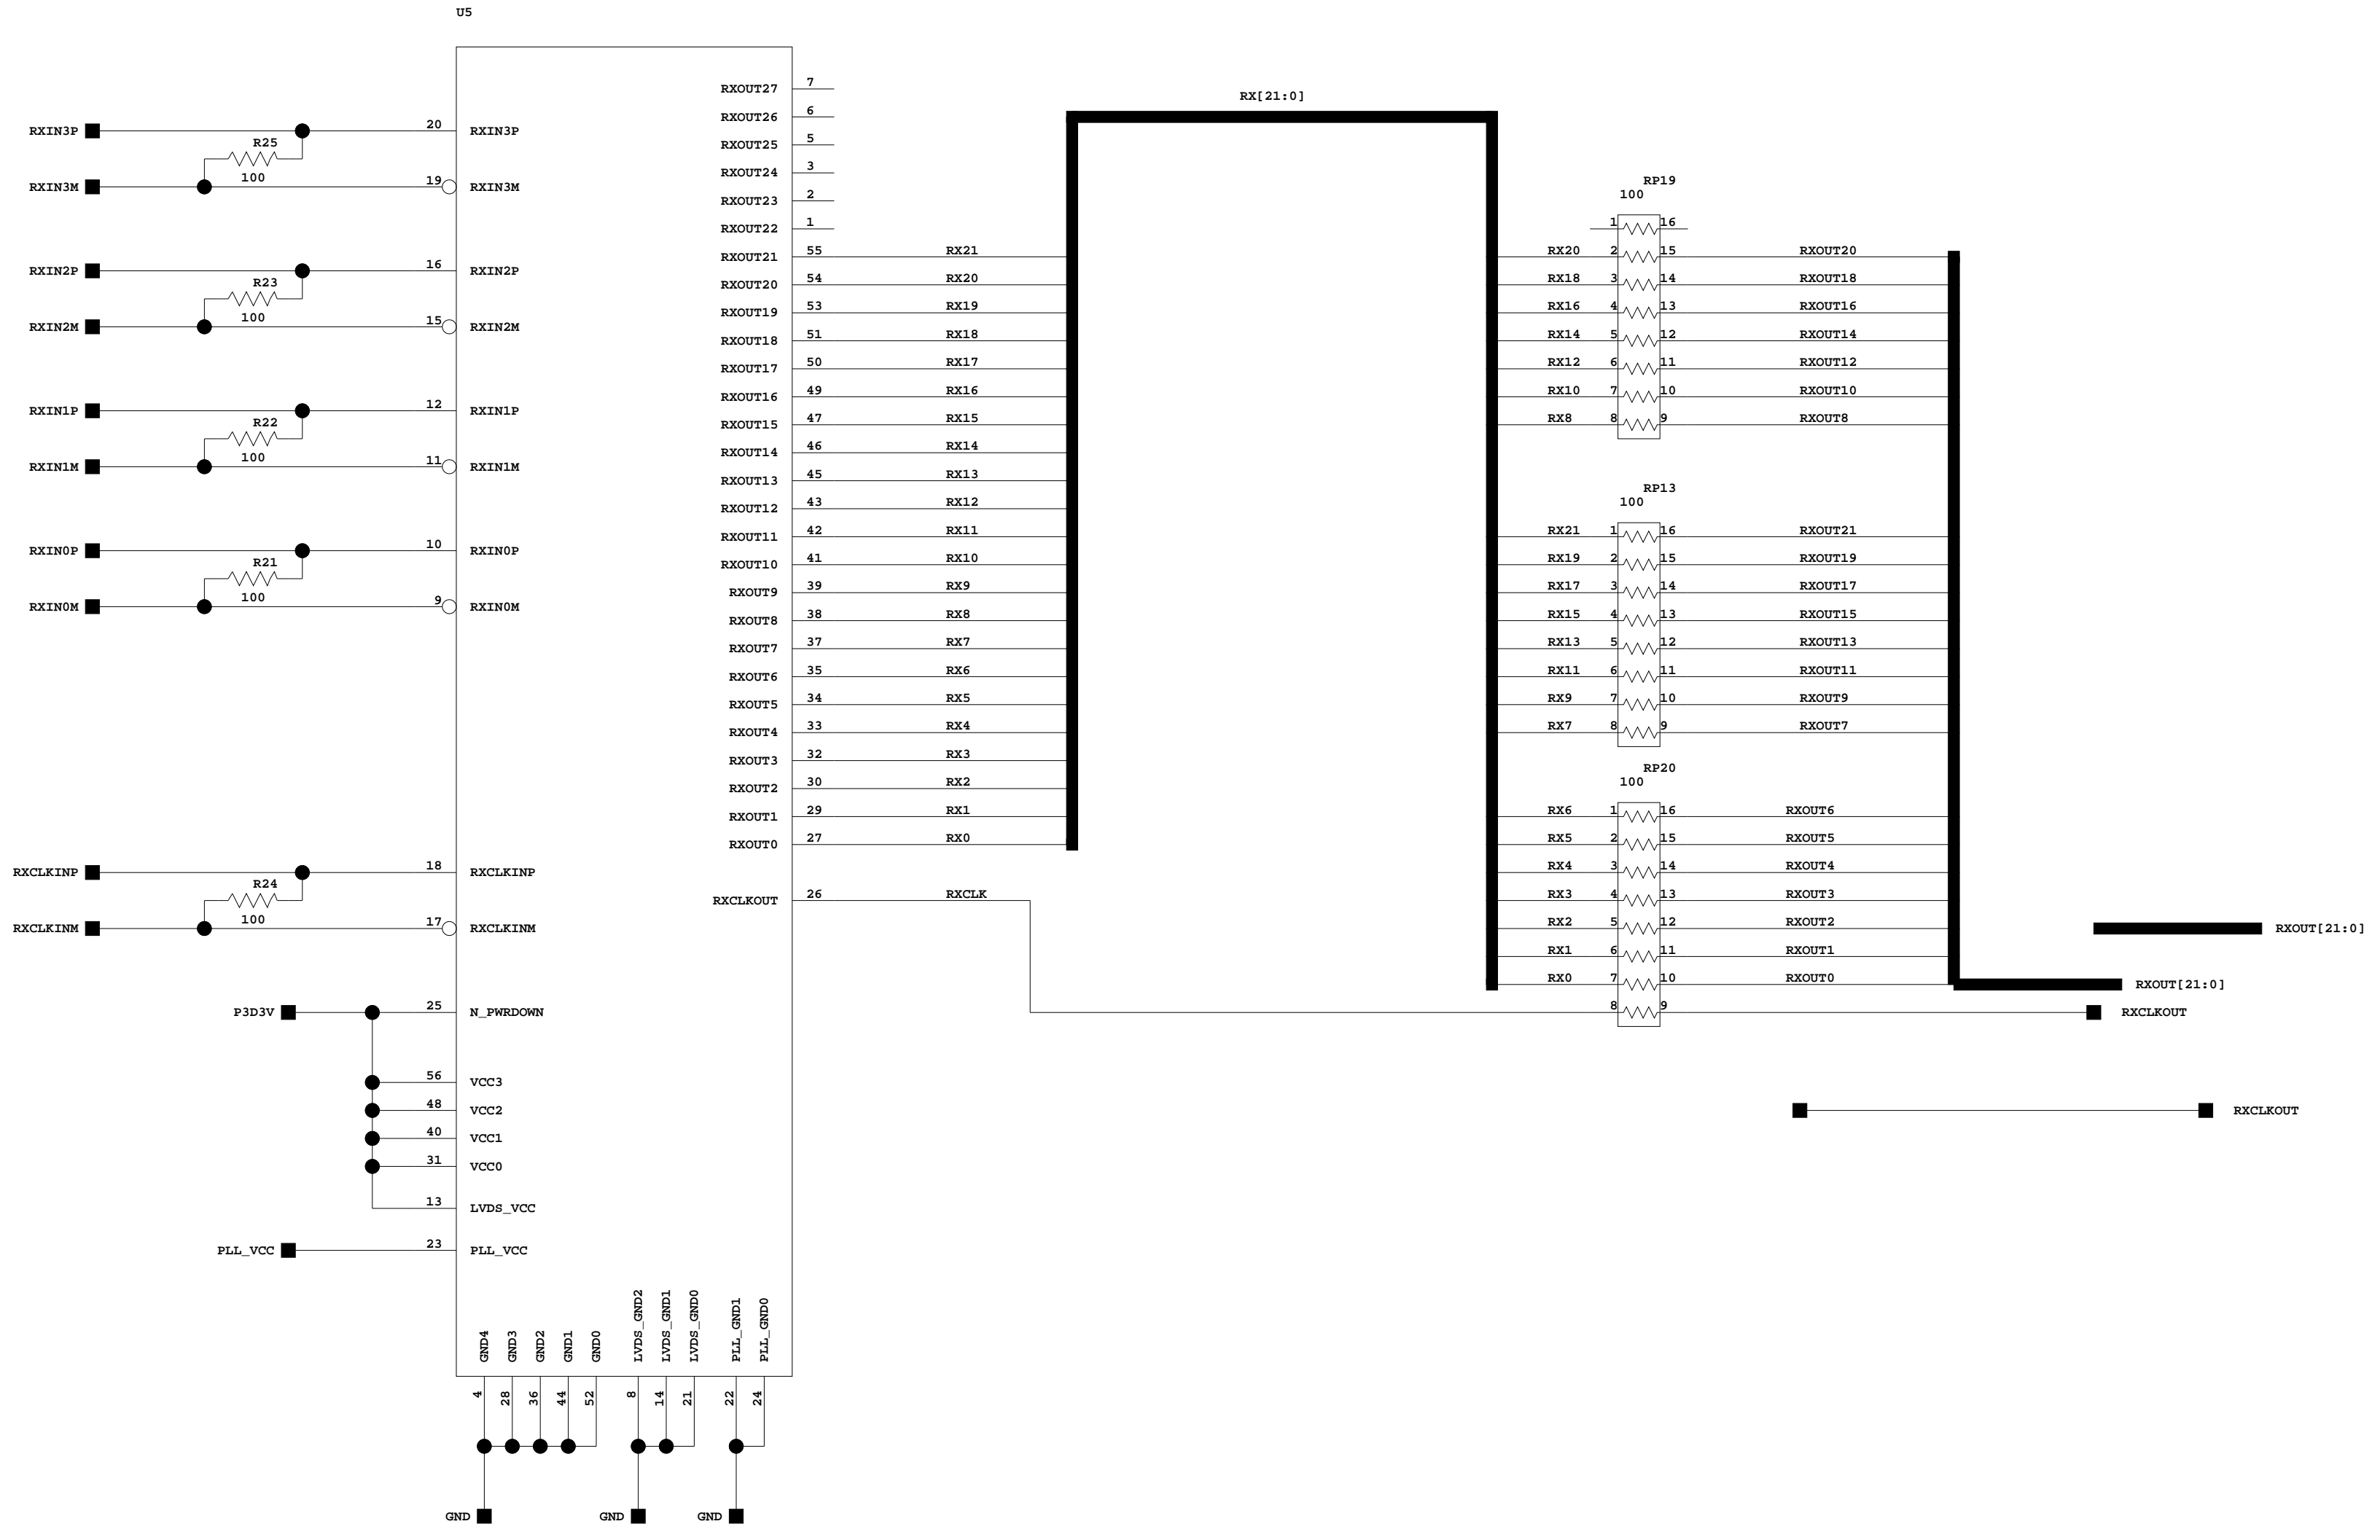 U5
RXOUT27 7
RX[21:0]
RXOUT26 6
RXIN3P 20 RXIN3P
R25
RXOUT25 5
100
RXOUT24 3
RXIN3M 19 RXIN3M
RP19
100
RXOUT23 2
RXOUT22 1
1 16
RXOUT21 55 RX21
RX20 2 15 RXOUT20
RXIN2P 16 RXIN2P
R23
RXOUT20 54 RX20
RX18 3 14 RXOUT18
100
RXOUT19 53 RX19
RX16 4 13 RXOUT16
RXIN2M 15 RXIN2M
RXOUT18 51 RX18
RX14 5 12 RXOUT14
RXOUT17 50 RX17
RX12 6 11 RXOUT12
RXOUT16 49 RX16
RX10 7 10 RXOUT10
RXIN1P 12 RXIN1P
R22
RXOUT15 47 RX15
RX8 8 9 RXOUT8
100
RXOUT14 46 RX14
RXIN1M 11 RXIN1M
RXOUT13 45 RX13
RP13
100
RXOUT12 43 RX12
RXOUT11 42 RX11
RX21 1 16 RXOUT21
RXIN0P 10 RXIN0P
R21
RXOUT10 41 RX10
RX19 2 15 RXOUT19
100
RXOUT9 39 RX9
RX17 3 14 RXOUT17
RXIN0M 9 RXIN0M
RXOUT8 38 RX8
RX15 4 13 RXOUT15
RXOUT7 37 RX7
RX13 5 12 RXOUT13
RXOUT6 35 RX6
RX11 6 11 RXOUT11
RXOUT5 34 RX5
RX9 7 10 RXOUT9
RXOUT4 33 RX4
RX7 8 9 RXOUT7
RXOUT3 32 RX3
RP20
100
RXOUT2 30 RX2
RXOUT1 29 RX1
RX6 1 16 RXOUT6
RXOUT0 27 RX0
RX5 2 15 RXOUT5
RXCLKINP 18 RXCLKINP
R24
RX4 3 14 RXOUT4
100
RXCLKOUT 26 RXCLK
RX3 4 13 RXOUT3
RXCLKINM 17 RXCLKINM
RX2 5 12 RXOUT2
RXOUT[21:0]
RX1 6 11 RXOUT1
RX0 7 10 RXOUT0
RXOUT[21:0]
P3D3V 25 N_PWRDOWN
8 9 RXCLKOUT
56 VCC3
48 VCC2
RXCLKOUT
40 VCC1
31 VCC0
13 LVDS_VCC
PLL_VCC 23 PLL_VCC
GND4 GND3 GND2 GND1 GND0 LVDS_GND2 LVDS_GND1 LVDS_GND0 PLL_GND1 PLL_GND0
4 28 36 44 52 8 14 21 22 24
GND GND GND